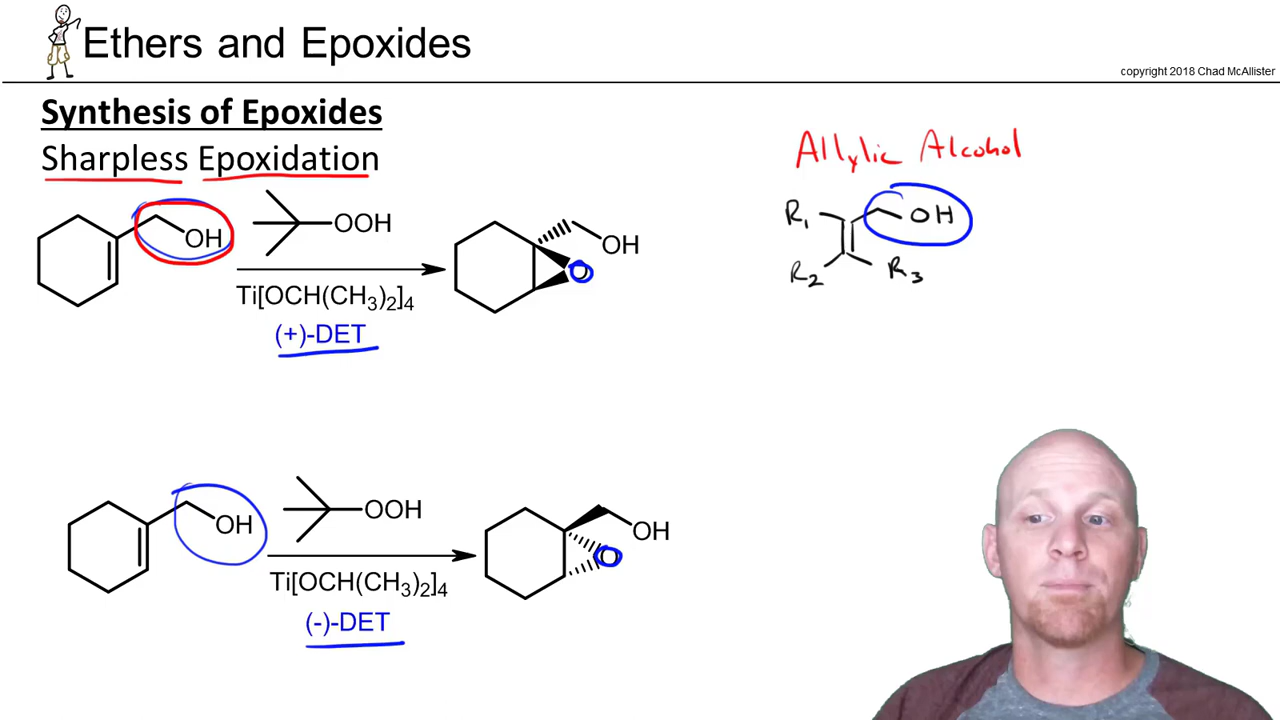 Ethers and Epoxides
copyright 2018 Chad McAllister
Synthesis of Epoxides
Sharpless Epoxidation
Allylic Alcohol
OH
OOH
OH
R1
OH
R2
R3
O
Ti[OCH(CH3)2]4
(+)-DET
OH
OOH
OH
O
Ti[OCH(CH3)2]4
(-)-DET